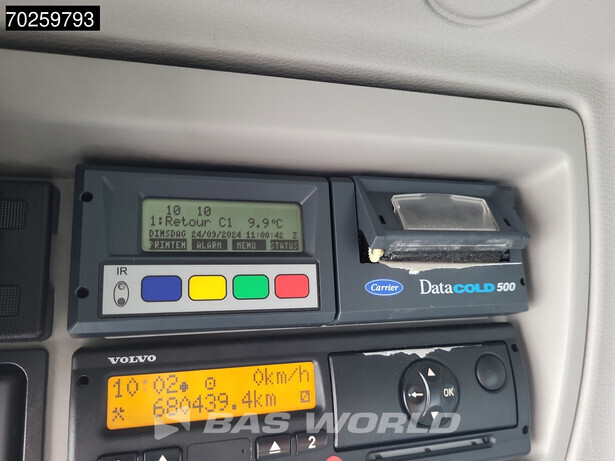 70259793
10 10
1:Retour C1 9.9°C
DINSDAG 24/09/2024 11:00:42 Z
PRINTEN ALARM MENU STATUS
IR
Carrier
DataCOLD 500
VOLVO
10:02 0km/h
680439.4km
OK
2
BAS WORLD